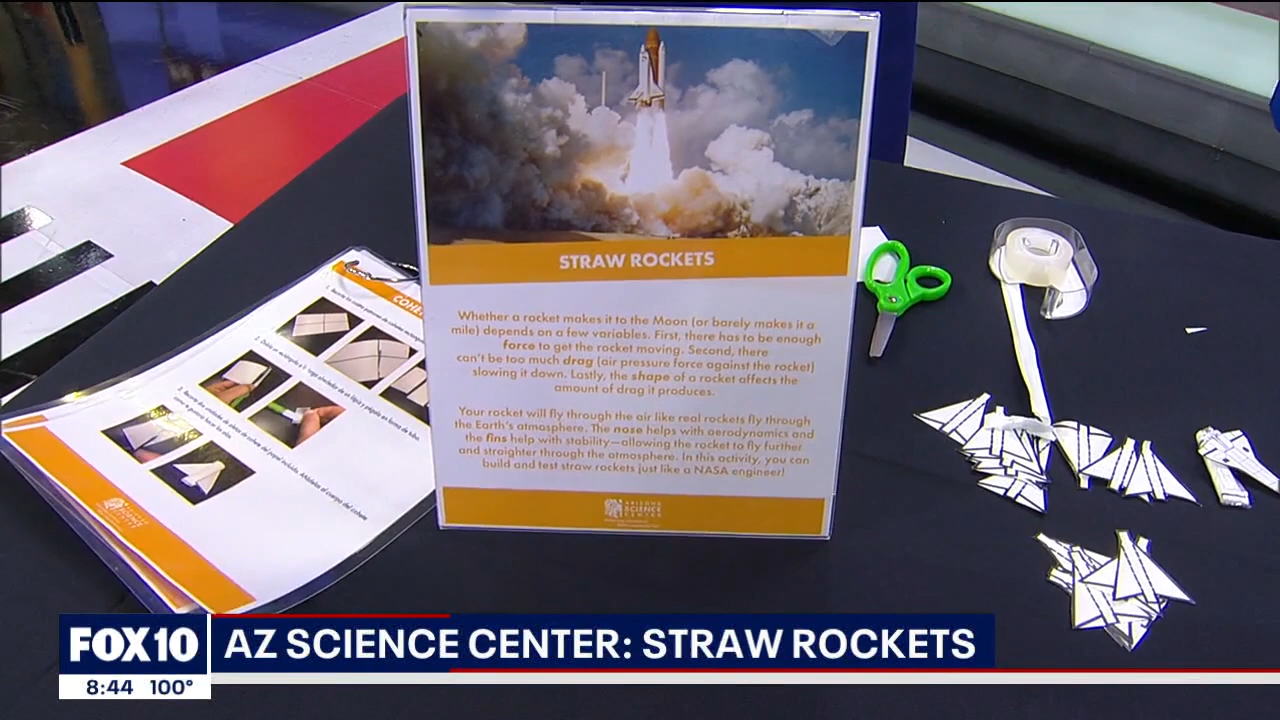 STRAW ROCKETS
Whether a rocket makes it to the Moon (or barely makes it a
mile) depends on a few variables. First, there has to be enough
force to get the rocket moving. Second, there
can't be too much drag (air pressure force against the rocket)
slowing it down. Lastly, the shape of a rocket affects the
amount of drag it produces.
Your rocket will fly through the air like real rockets fly through
the Earth's atmosphere. The nose helps with aerodynamics and
the fins help with stability—allowing the rocket to fly further
and straighter through the atmosphere. In this activity, you can
build and test straw rockets just like a NASA engineer!
ARIZONA
SCIENCE
CENTER
COHE
FOX 10
8:44 100°
AZ SCIENCE CENTER: STRAW ROCKETS